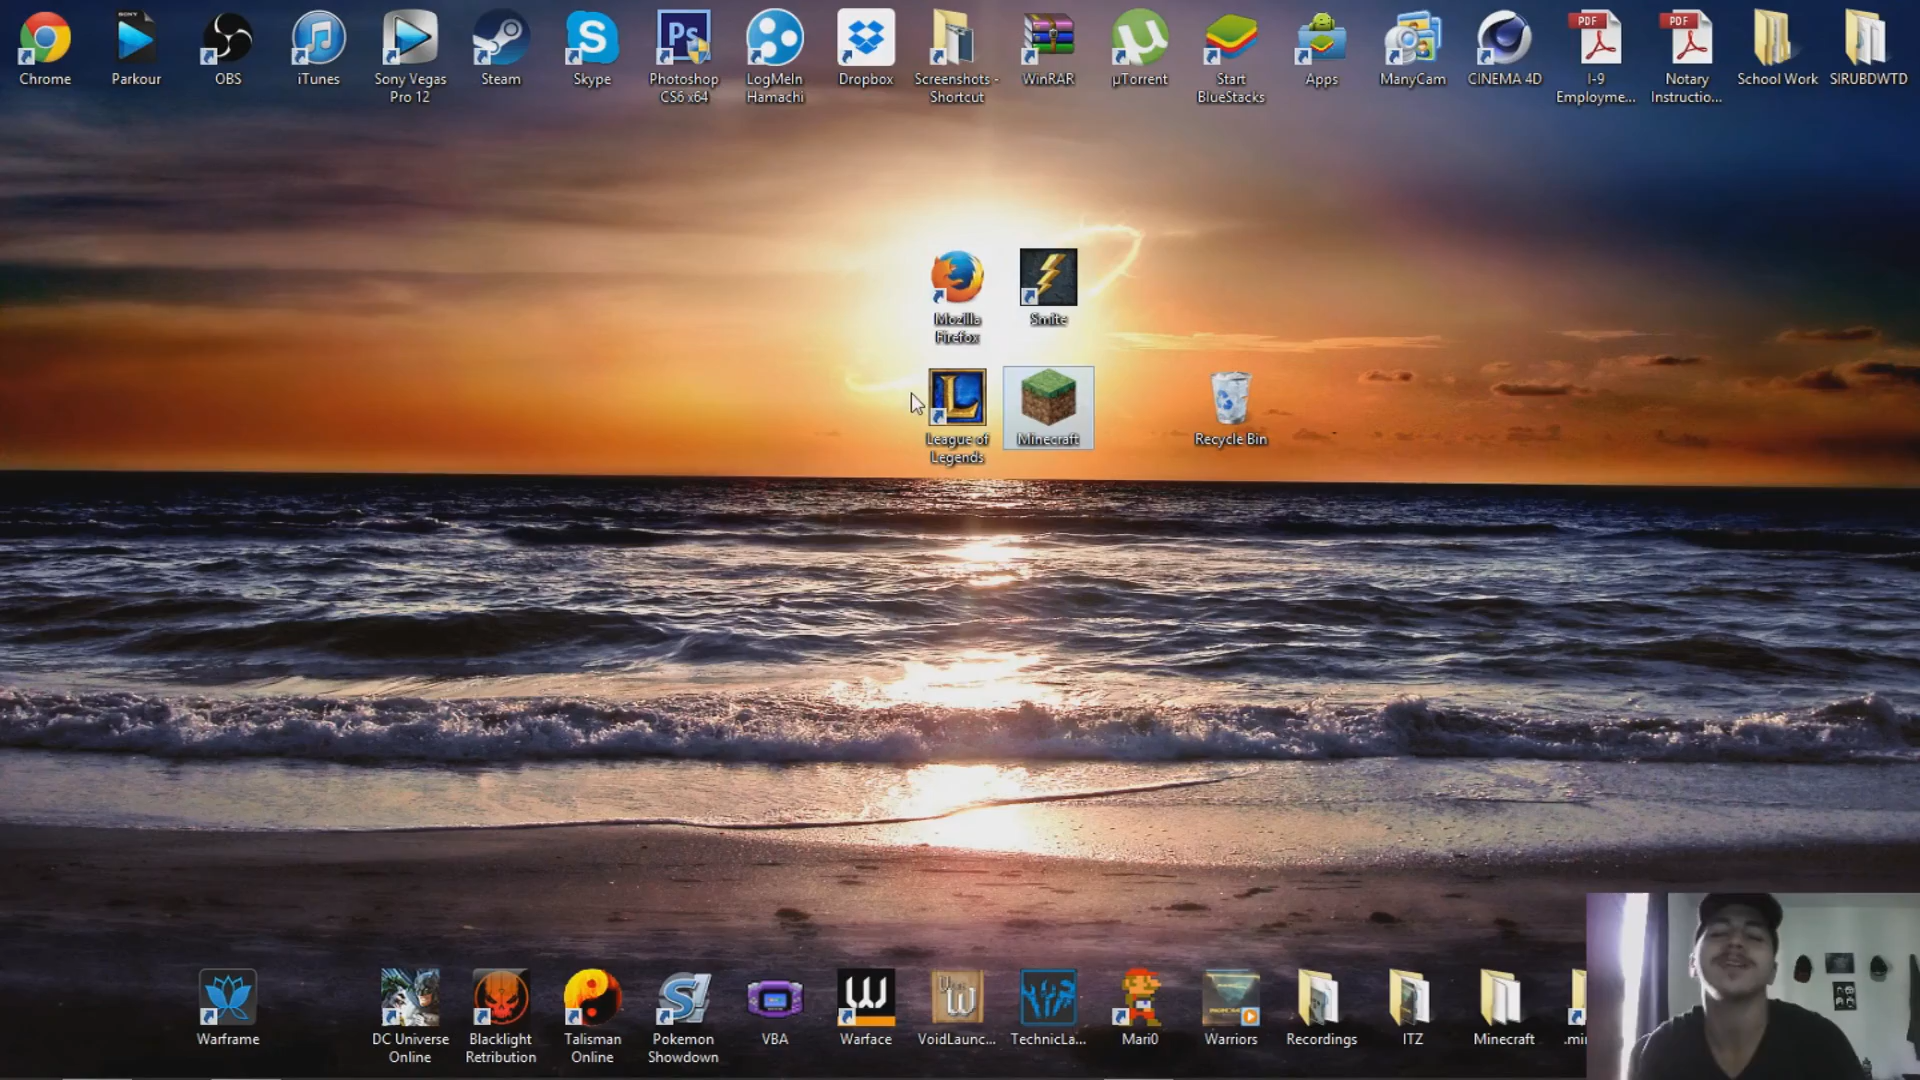 Chrome
Parkour
OBS
iTunes
Sony Vegas
Pro 12
Steam
Skype
Photoshop
CS6 x64
LogMeIn
Hamachi
Dropbox
Screenshots -
Shortcut
WinRAR
µTorrent
Start
BlueStacks
Apps
ManyCam
CINEMA 4D
I-9
Employme...
Notary
Instructio...
School Work
SIRUBDWTD
Mozilla
Firefox
Smite
League of
Legends
Minecraft
Recycle Bin
Warframe
DC Universe
Online
Blacklight
Retribution
Talisman
Online
Pokemon
Showdown
VBA
Warface
VoidLaunc...
TechnicLa...
Mari0
Warriors
Recordings
ITZ
Minecraft
.mi